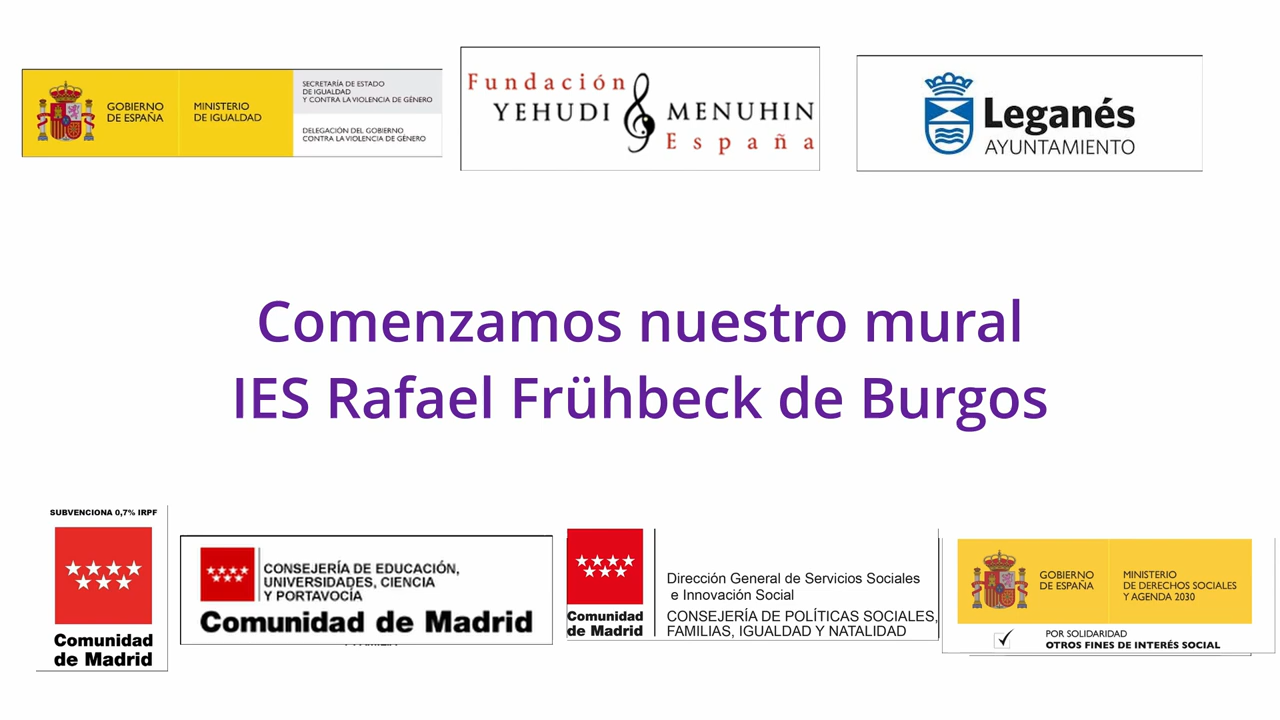 GOBIERNO
DE ESPAÑA
MINISTERIO
DE IGUALDAD
SECRETARÍA DE ESTADO
DE IGUALDAD
Y CONTRA LA VIOLENCIA DE GÉNERO
DELEGACIÓN DEL GOBIERNO
CONTRA LA VIOLENCIA DE GÉNERO
Fundación
YEHUDI MENUHIN
España
Leganés
AYUNTAMIENTO
Comenzamos nuestro mural
IES Rafael Frühbeck de Burgos
SUBVENCIONA 0,7% IRPF
Comunidad
de Madrid
CONSEJERÍA DE EDUCACIÓN,
UNIVERSIDADES, CIENCIA
Y PORTAVOCÍA
Comunidad de Madrid
Comunidad
de Madrid
Dirección General de Servicios Sociales
e Innovación Social
CONSEJERÍA DE POLÍTICAS SOCIALES,
FAMILIAS, IGUALDAD Y NATALIDAD
GOBIERNO
DE ESPAÑA
MINISTERIO
DE DERECHOS SOCIALES
Y AGENDA 2030
POR SOLIDARIDAD
OTROS FINES DE INTERÉS SOCIAL